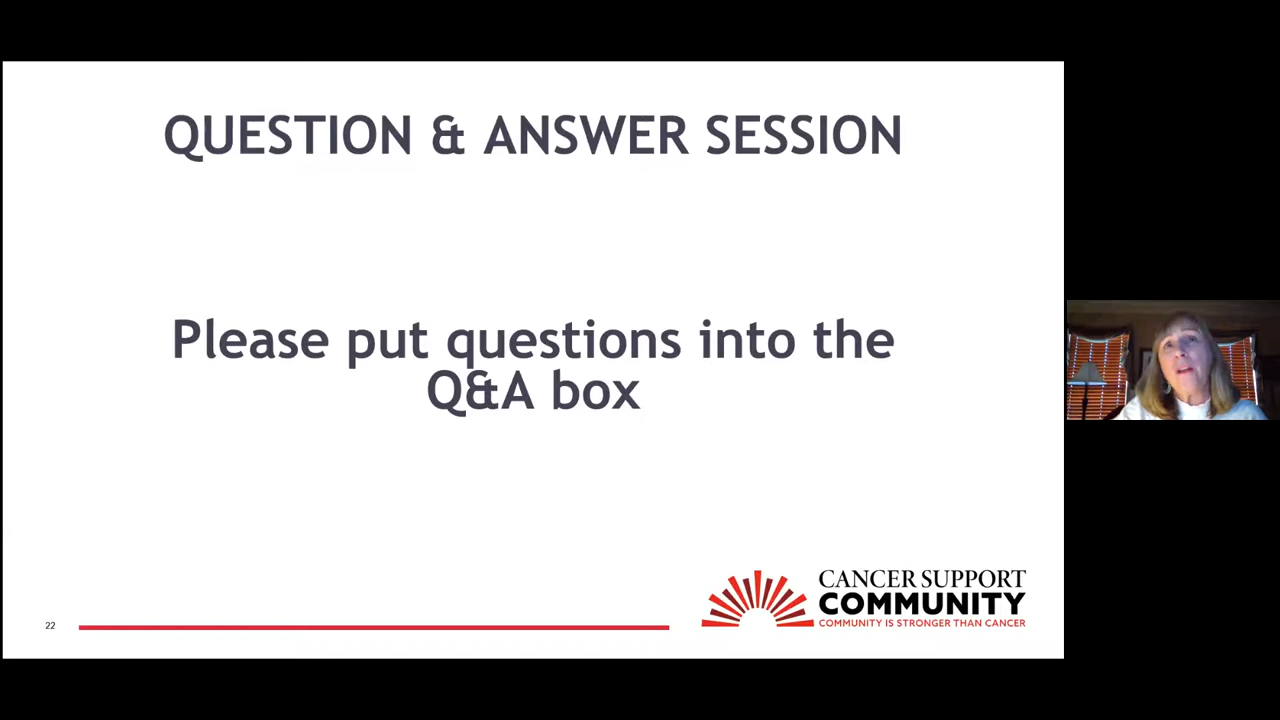 QUESTION & ANSWER SESSION
Please put questions into the
Q&A box
22
CANCER SUPPORT
COMMUNITY
COMMUNITY IS STRONGER THAN CANCER